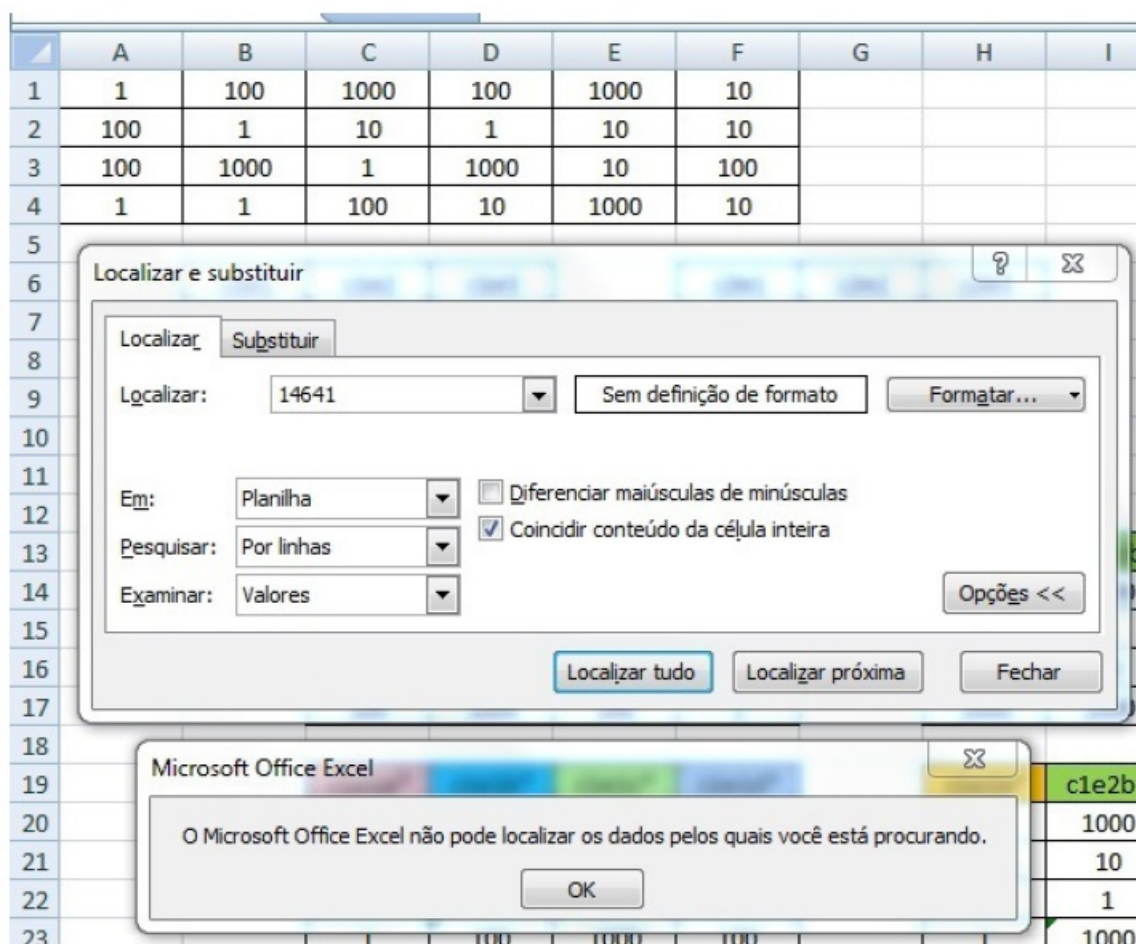 A B C D E F G H I
1 1 100 1000 100 1000 10
2 100 1 10 1 10 10
3 100 1000 1 1000 10 100
4 1 1 100 10 1000 10
5
Localizar e substituir
6
7
Localizar Substituir
8
9 Localizar: 14641 Sem definição de formato Formatar...
10
11
Em: Planilha Diferenciar maiúsculas de minúsculas
12
Coincidir conteúdo da célula inteira
13 Pesquisar: Por linhas
14 Examinar: Valores Opções <<
15
16 Localizar tudo Localizar próxima Fechar
17
18
Microsoft Office Excel
19 c1e2b
20 O Microsoft Office Excel não pode localizar os dados pelos quais você está procurando. 1000
21 10
OK
22 1
23 1 100 1000 100 1000